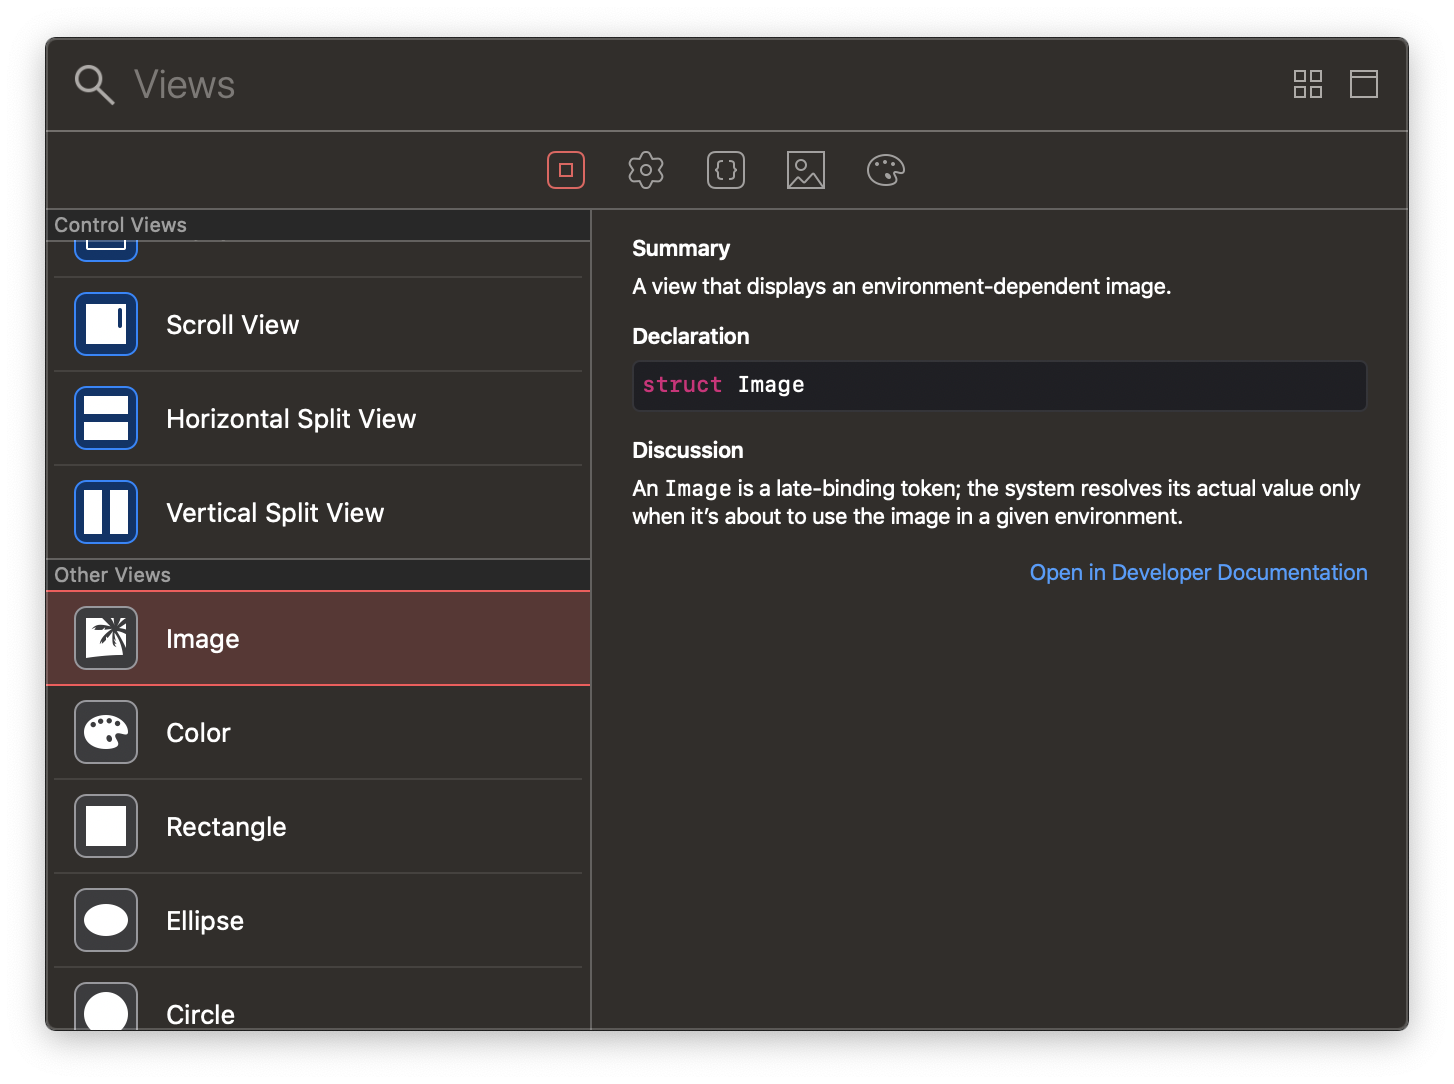 Views
Control Views
Scroll View
Horizontal Split View
Vertical Split View
Other Views
Image
Color
Rectangle
Ellipse
Circle
Summary
A view that displays an environment-dependent image.
Declaration
struct Image
Discussion
An Image is a late-binding token; the system resolves its actual value only
when it’s about to use the image in a given environment.
Open in Developer Documentation